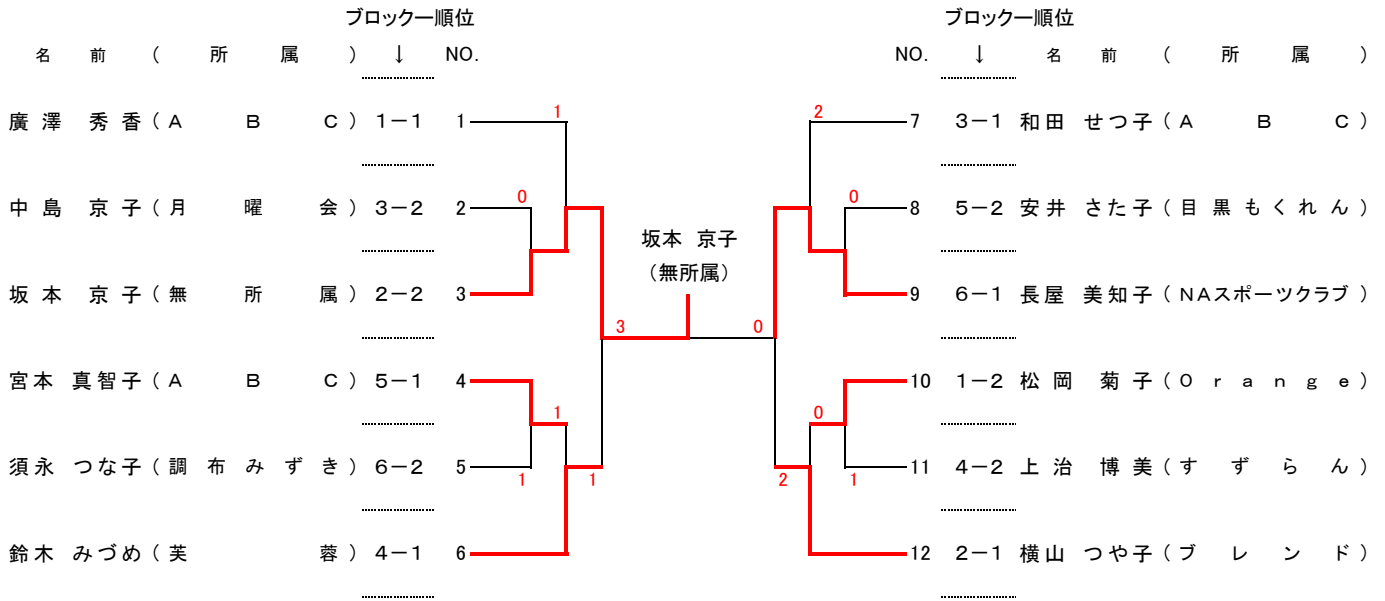 ブロックー順位 ブロックー順位
名 前 ( 所 属 ) ↓ NO. NO. ↓ 名 前 ( 所 属 )
1 2
廣澤 秀香(A B C) 1-1 1 7 3-1 和田 せつ子(A B C)
0 0
中島 京子(月 曜 会) 3-2 2 8 5-2 安井 さた子(目黒もくれん)
坂本 京子
(無所属)
坂本 京子(無 所 属) 2-2 3 9 6-1 長屋 美知子(NAスポーツクラブ)
3 0
宮本 真智子(A B C) 5-1 4 10 1-2 松岡 菊子(Orange)
1 0
須永 つな子(調布みずき) 6-2 5 11 4-2 上治 博美(すずらん)
1 1 2 1
鈴木 みづめ(芙 蓉) 4-1 6 12 2-1 横山 つや子(ブレンド)